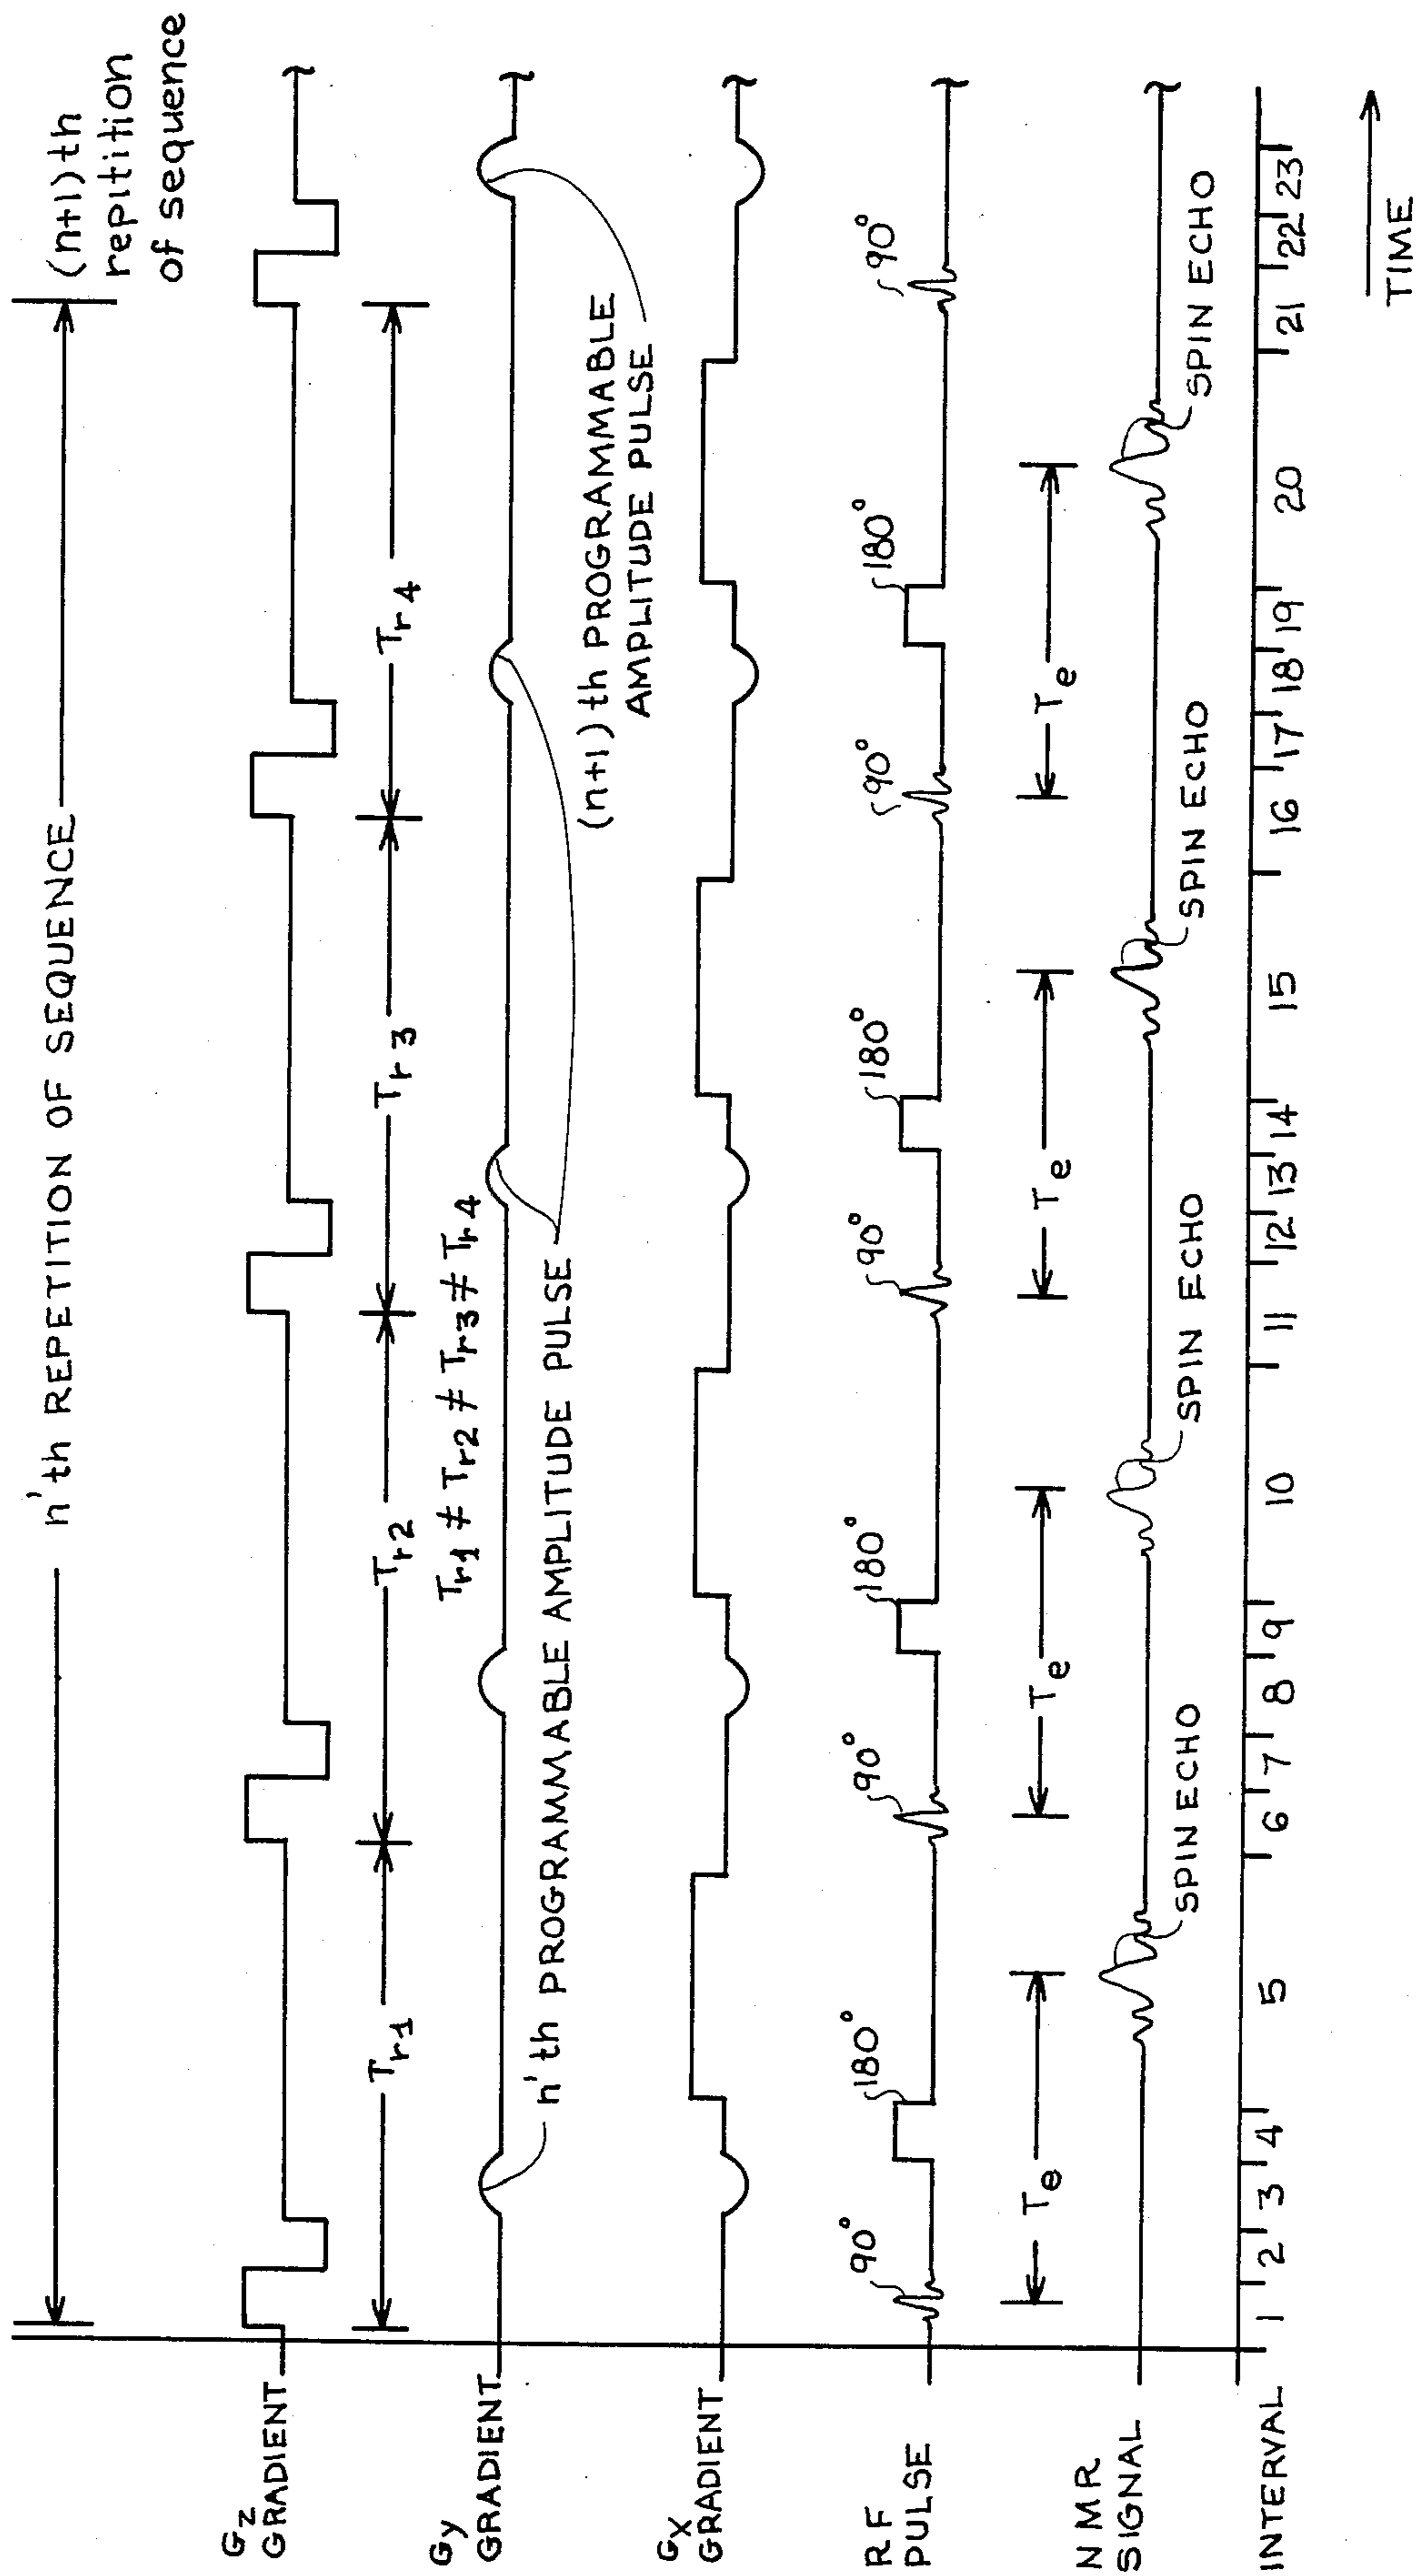 n'th REPETITION OF SEQUENCE
(n+1)th
repitition
of sequence
Gz
GRADIENT
Tr1
Tr2
Tr3
Tr4
Tr1 ≠ Tr2 ≠ Tr3 ≠ Tr4
Gy
GRADIENT
n'th PROGRAMMABLE AMPLITUDE PULSE
(n+1)th PROGRAMMABLE
AMPLITUDE PULSE
Gx
GRADIENT
RF
PULSE
90°
180°
90°
180°
90°
180°
90°
180°
90°
Te
Te
Te
Te
NMR
SIGNAL
SPIN ECHO
SPIN ECHO
SPIN ECHO
SPIN ECHO
INTERVAL
1 2 3 4 5 6 7 8 9 10 11 12 13 14 15 16 17 18 19 20 21 22 23
TIME